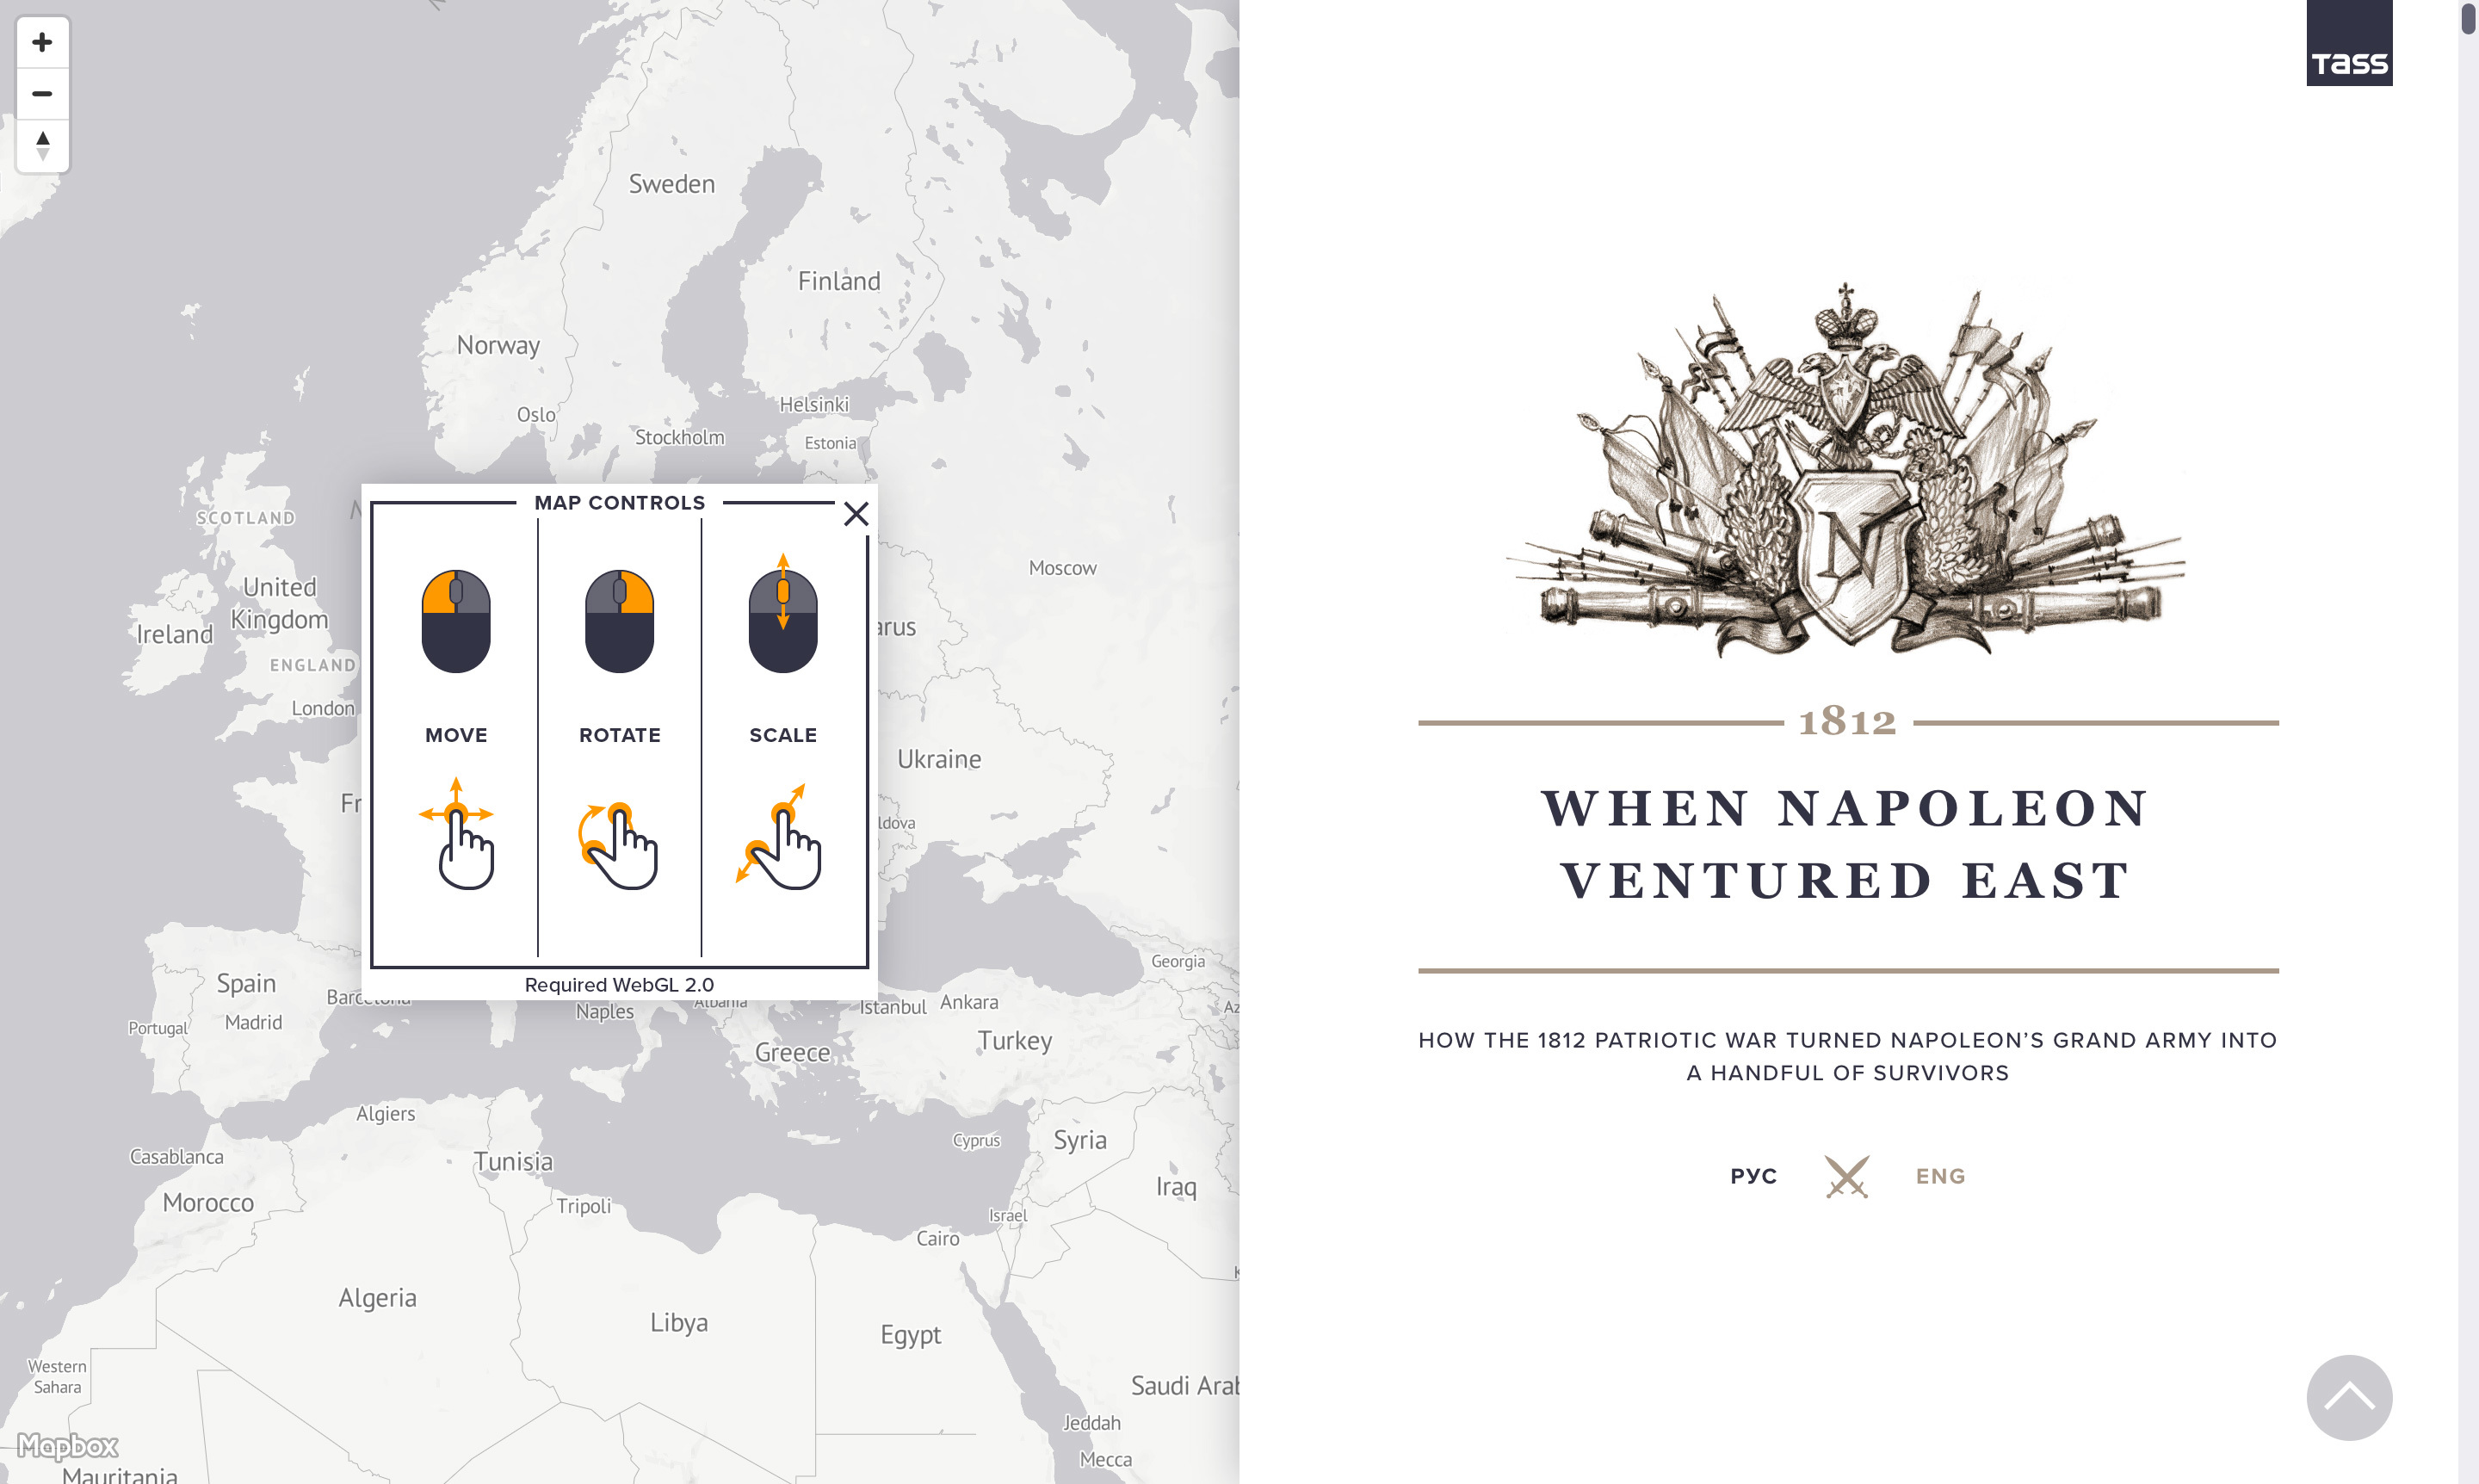 Sweden
Finland
Norway
Helsinki
Oslo
Stockholm
Estonia
SCOTLAND
Moscow
United
Kingdom
Ireland
ENGLAND
London
Ukraine
Spain
Madrid
Portugal
Naples
Albania
Istanbul
Ankara
Georgia
Turkey
Greece
Algiers
Casablanca
Tunisia
Cyprus
Syria
Morocco
Tripoli
Iraq
Israel
Cairo
Algeria
Libya
Egypt
Western
Sahara
Saudi Arab
Jeddah
Mecca
Mauritania
Mapbox
MAP CONTROLS
MOVE
ROTATE
SCALE
Required WebGL 2.0
TASS
N
1812
WHEN NAPOLEON
VENTURED EAST
HOW THE 1812 PATRIOTIC WAR TURNED NAPOLEON’S GRAND ARMY INTO
A HANDFUL OF SURVIVORS
РУС ENG